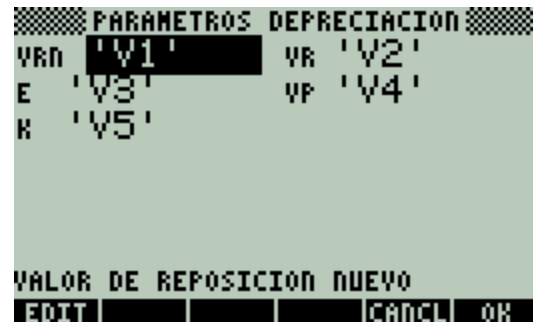 PARAMETROS DEPRECIACION
VRN 'V1' VR 'V2'
E 'V3' VP 'V4'
K 'V5'
VALOR DE REPOSICION NUEVO
EDIT CANCL OK